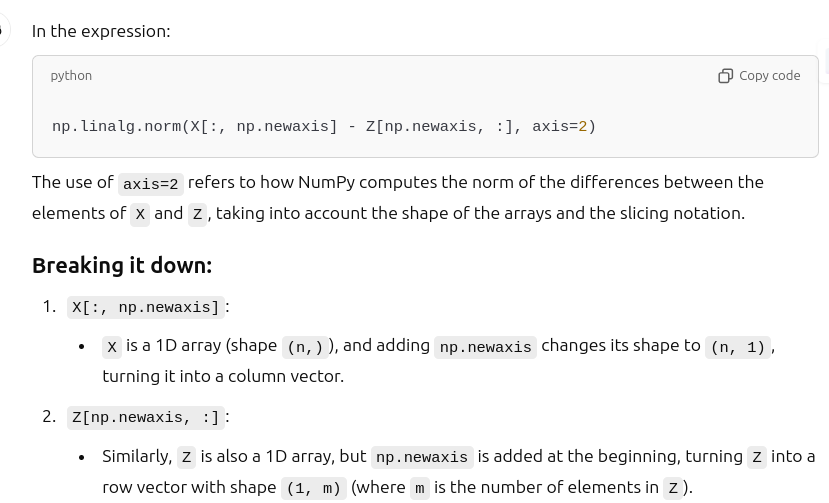 In the expression:
python
Copy code
np.linalg.norm(X[:, np.newaxis] - Z[np.newaxis, :], axis=2)
The use of axis=2 refers to how NumPy computes the norm of the differences between the
elements of X and Z, taking into account the shape of the arrays and the slicing notation.
Breaking it down:
1. X[:, np.newaxis]:
• X is a 1D array (shape (n,)), and adding np.newaxis changes its shape to (n, 1),
turning it into a column vector.
2. Z[np.newaxis, :]:
• Similarly, Z is also a 1D array, but np.newaxis is added at the beginning, turning Z into a
row vector with shape (1, m) (where m is the number of elements in Z).